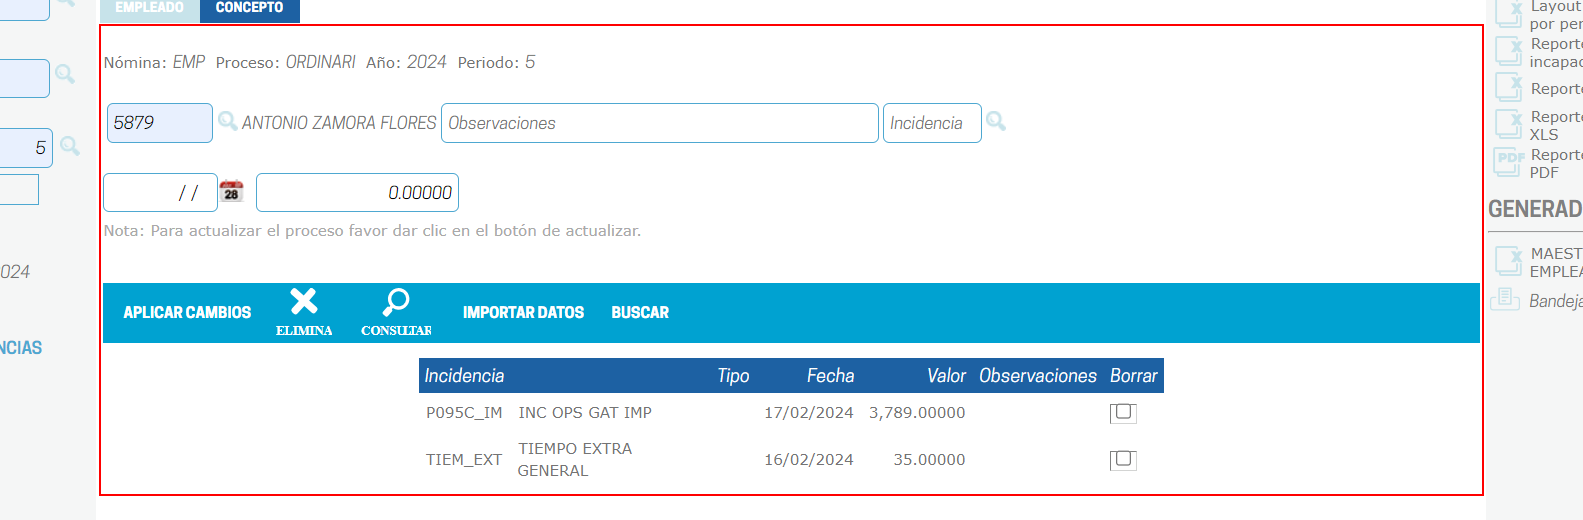 EMPLEADO CONCEPTO
Nómina: EMP Proceso: ORDINARI Año: 2024 Periodo: 5
5879 ANTONIO ZAMORA FLORES Observaciones Incidencia
5
/ / 28 0.00000
Nota: Para actualizar el proceso favor dar clic en el botón de actualizar.
APLICAR CAMBIOS ELIMINA CONSULTAR IMPORTAR DATOS BUSCAR
Incidencia Tipo Fecha Valor Observaciones Borrar
P095C_IM INC OPS GAT IMP 17/02/2024 3,789.00000
TIEM_EXT TIEMPO EXTRA GENERAL 16/02/2024 35.00000
Layout
por per
X Reporte
incapac
X Reporte
X Reporte
XLS
PDF Reporte
PDF
GENERAD
X MAEST
EMPLEA
Bandeja
024
NCIAS